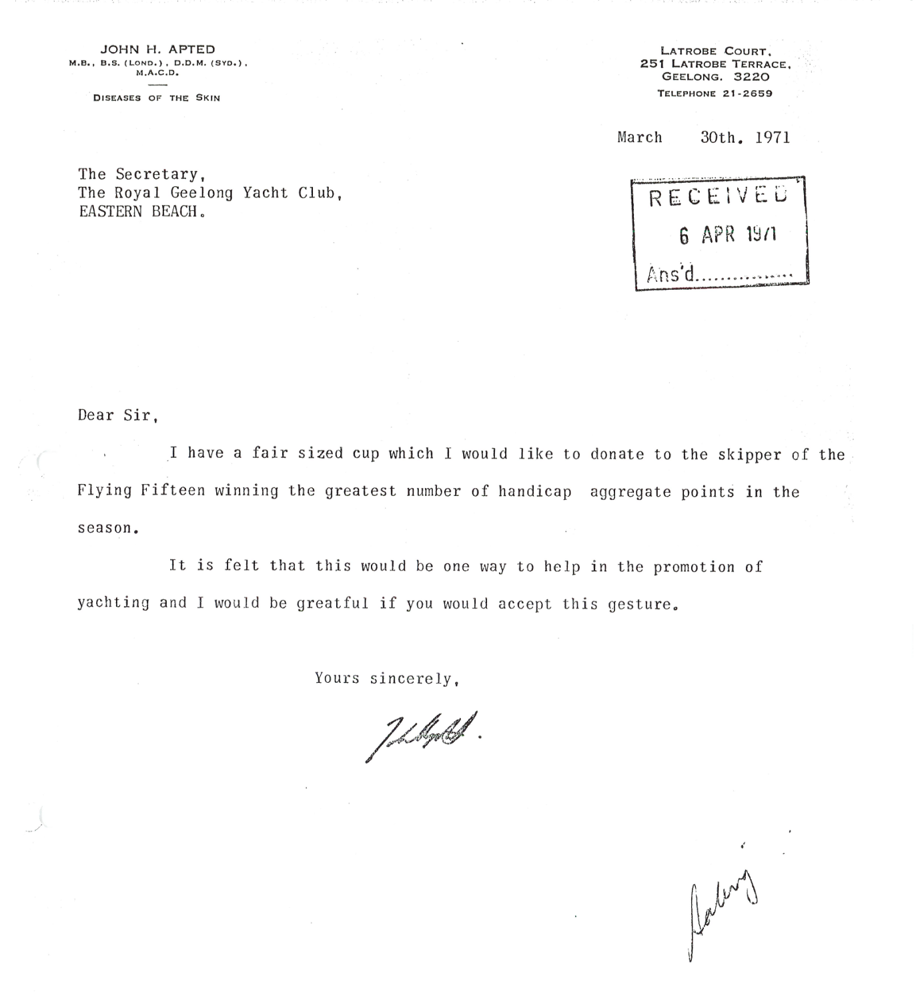 JOHN H. APTED
M.B., B.S. (LOND.), D.D.M. (SYD.),
M.A.C.D.
DISEASES OF THE SKIN
LATROBE COURT,
251 LATROBE TERRACE,
GEELONG. 3220
TELEPHONE 21-2659
March 30th. 1971
The Secretary,
The Royal Geelong Yacht Club,
EASTERN BEACH.
RECEIVED
6 APR 1971
Ans'd................
Dear Sir,
I have a fair sized cup which I would like to donate to the skipper of the
Flying Fifteen winning the greatest number of handicap aggregate points in the
season.
It is felt that this would be one way to help in the promotion of
yachting and I would be greatful if you would accept this gesture.
Yours sincerely,